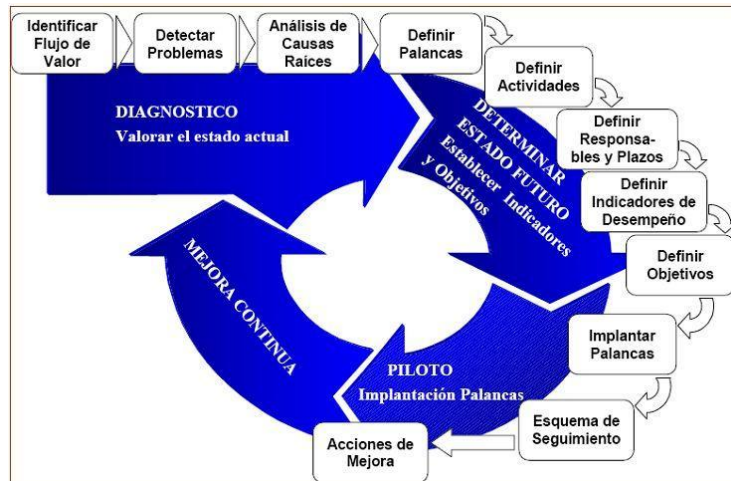 Identificar
Flujo de
Valor
Detectar
Problemas
Análisis de
Causas
Raíces
Definir
Palancas
Definir
Actividades
Definir
Responsa-
bles y Plazos
Definir
Indicadores de
Desempeño
Definir
Objetivos
Implantar
Palancas
Esquema de
Seguimiento
Acciones de
Mejora
DIAGNOSTICO
Valorar el estado actual
DETERMINAR
ESTADO FUTURO
Establecer Indicadores
y Objetivos
PILOTO
Implantación Palancas
MEJORA CONTINUA